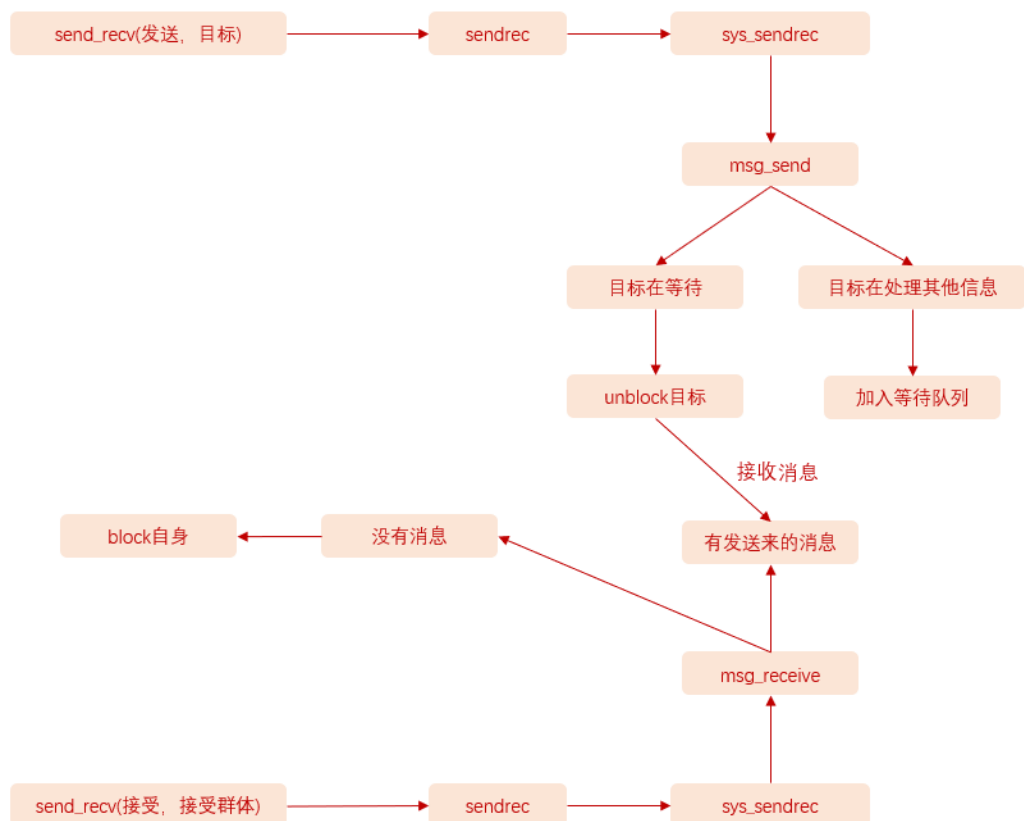 send_recv(发送，目标)
sendrec
sys_sendrec
msg_send
目标在等待
目标在处理其他信息
unblock目标
加入等待队列
接收消息
block自身
没有消息
有发送来的消息
msg_receive
send_recv(接受，接受群体)
sendrec
sys_sendrec